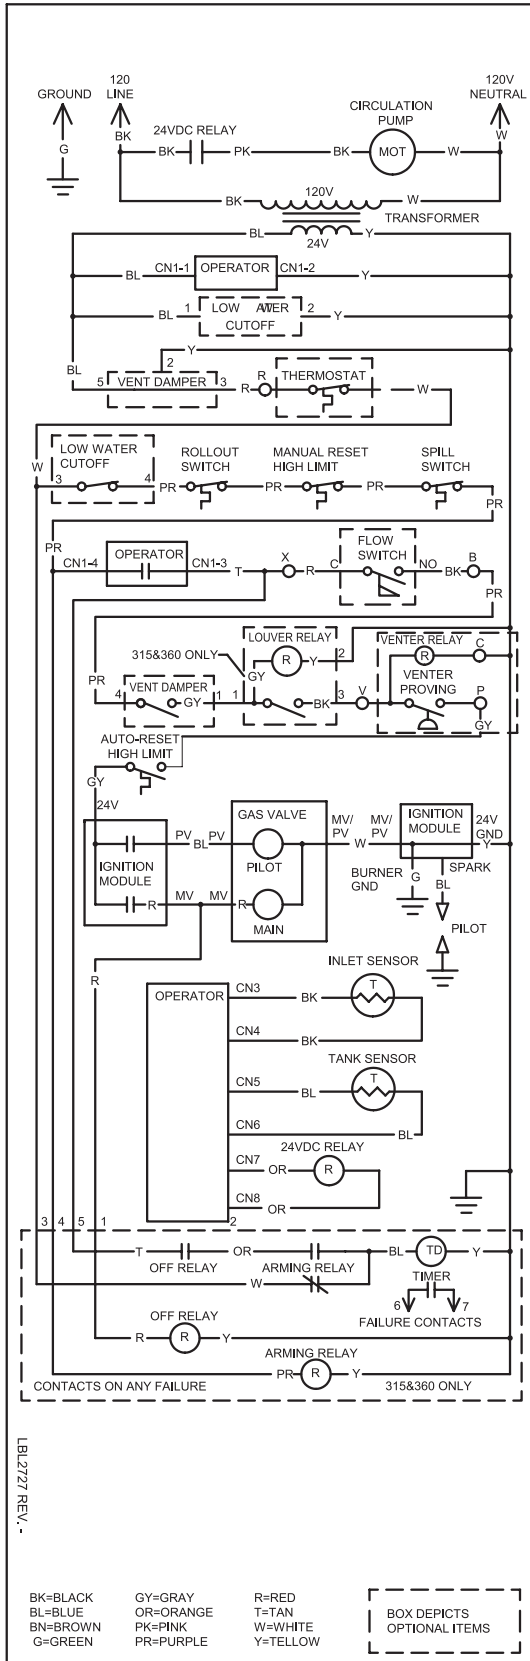 GROUND
120 LINE
120V NEUTRAL
CIRCULATION PUMP
24VDC RELAY
BK
W
G
BK
PK
BK
MOT
W
120V
BK
W
TRANSFORMER
BL
Y
24V
CN1-1
OPERATOR
CN1-2
BL
Y
1
LOW ATWER
2
BL
CUTOFF
Y
Y
2
BL
5
VENT DAMPER
3
R
R
THERMOSTAT
W
W
LOW WATER CUTOFF
3
4
ROLLOUT SWITCH
MANUAL RESET HIGH LIMIT
SPILL SWITCH
PR
PR
PR
PR
PR
FLOW SWITCH
CN1-4
OPERATOR
CN1-3
T
X
R
C
NO
BK
B
PR
315&360 ONLY
LOUVER RELAY
VENTER RELAY
R
Y
2
R
C
GY
VENTER PROVING
PR
4
VENT DAMPER
GY
1
1
BK
3
V
P
GY
AUTO-RESET HIGH LIMIT
GY
24V
GAS VALVE
MV/ PV
MV/ PV
IGNITION MODULE
24V GND
PV
BL
PV
W
Y
IGNITION MODULE
PILOT
BURNER GND
G
SPARK
BL
R
MV
MV
R
MAIN
PILOT
R
INLET SENSOR
OPERATOR
CN3
BK
T
CN4
BK
TANK SENSOR
CN5
BL
T
CN6
BL
24VDC RELAY
CN7
OR
R
CN8
OR
3
4
5
1
2
T
OR
BL
TD
Y
OFF RELAY
ARMING RELAY
TIMER
W
6
7
OFF RELAY
FAILURE CONTACTS
R
R
Y
ARMING RELAY
PR
R
Y
CONTACTS ON ANY FAILURE
315&360 ONLY
LBL2727 REV. -
BK=BLACK
GY=GRAY
R=RED
BL=BLUE
OR=ORANGE
T=TAN
BN=BROWN
PK=PINK
W=WHITE
G=GREEN
PR=PURPLE
Y=YELLOW
BOX DEPICTS
OPTIONAL ITEMS